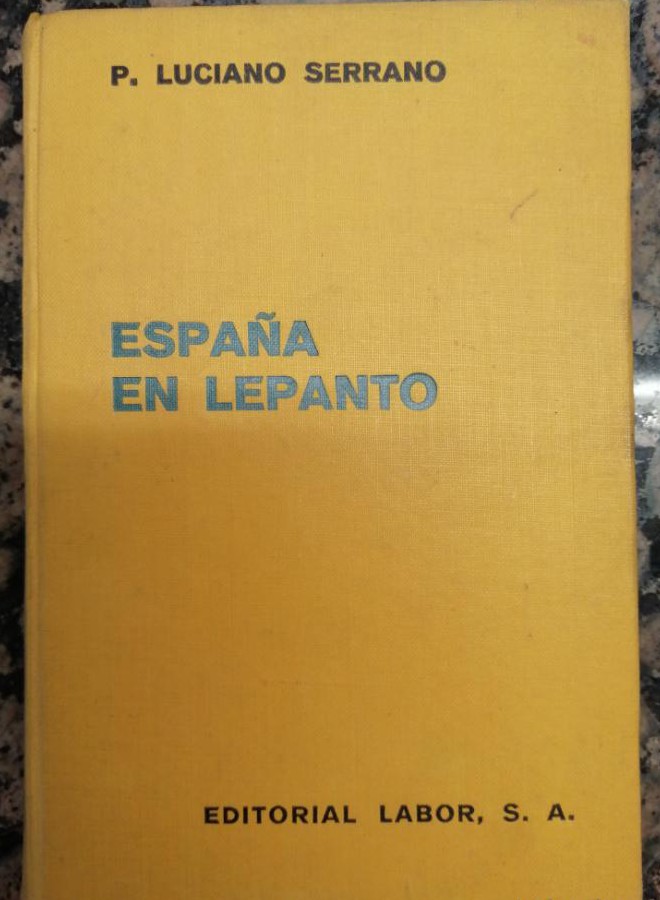 P. LUCIANO SERRANO
ESPAÑA
EN LEPANTO
EDITORIAL LABOR, S. A.